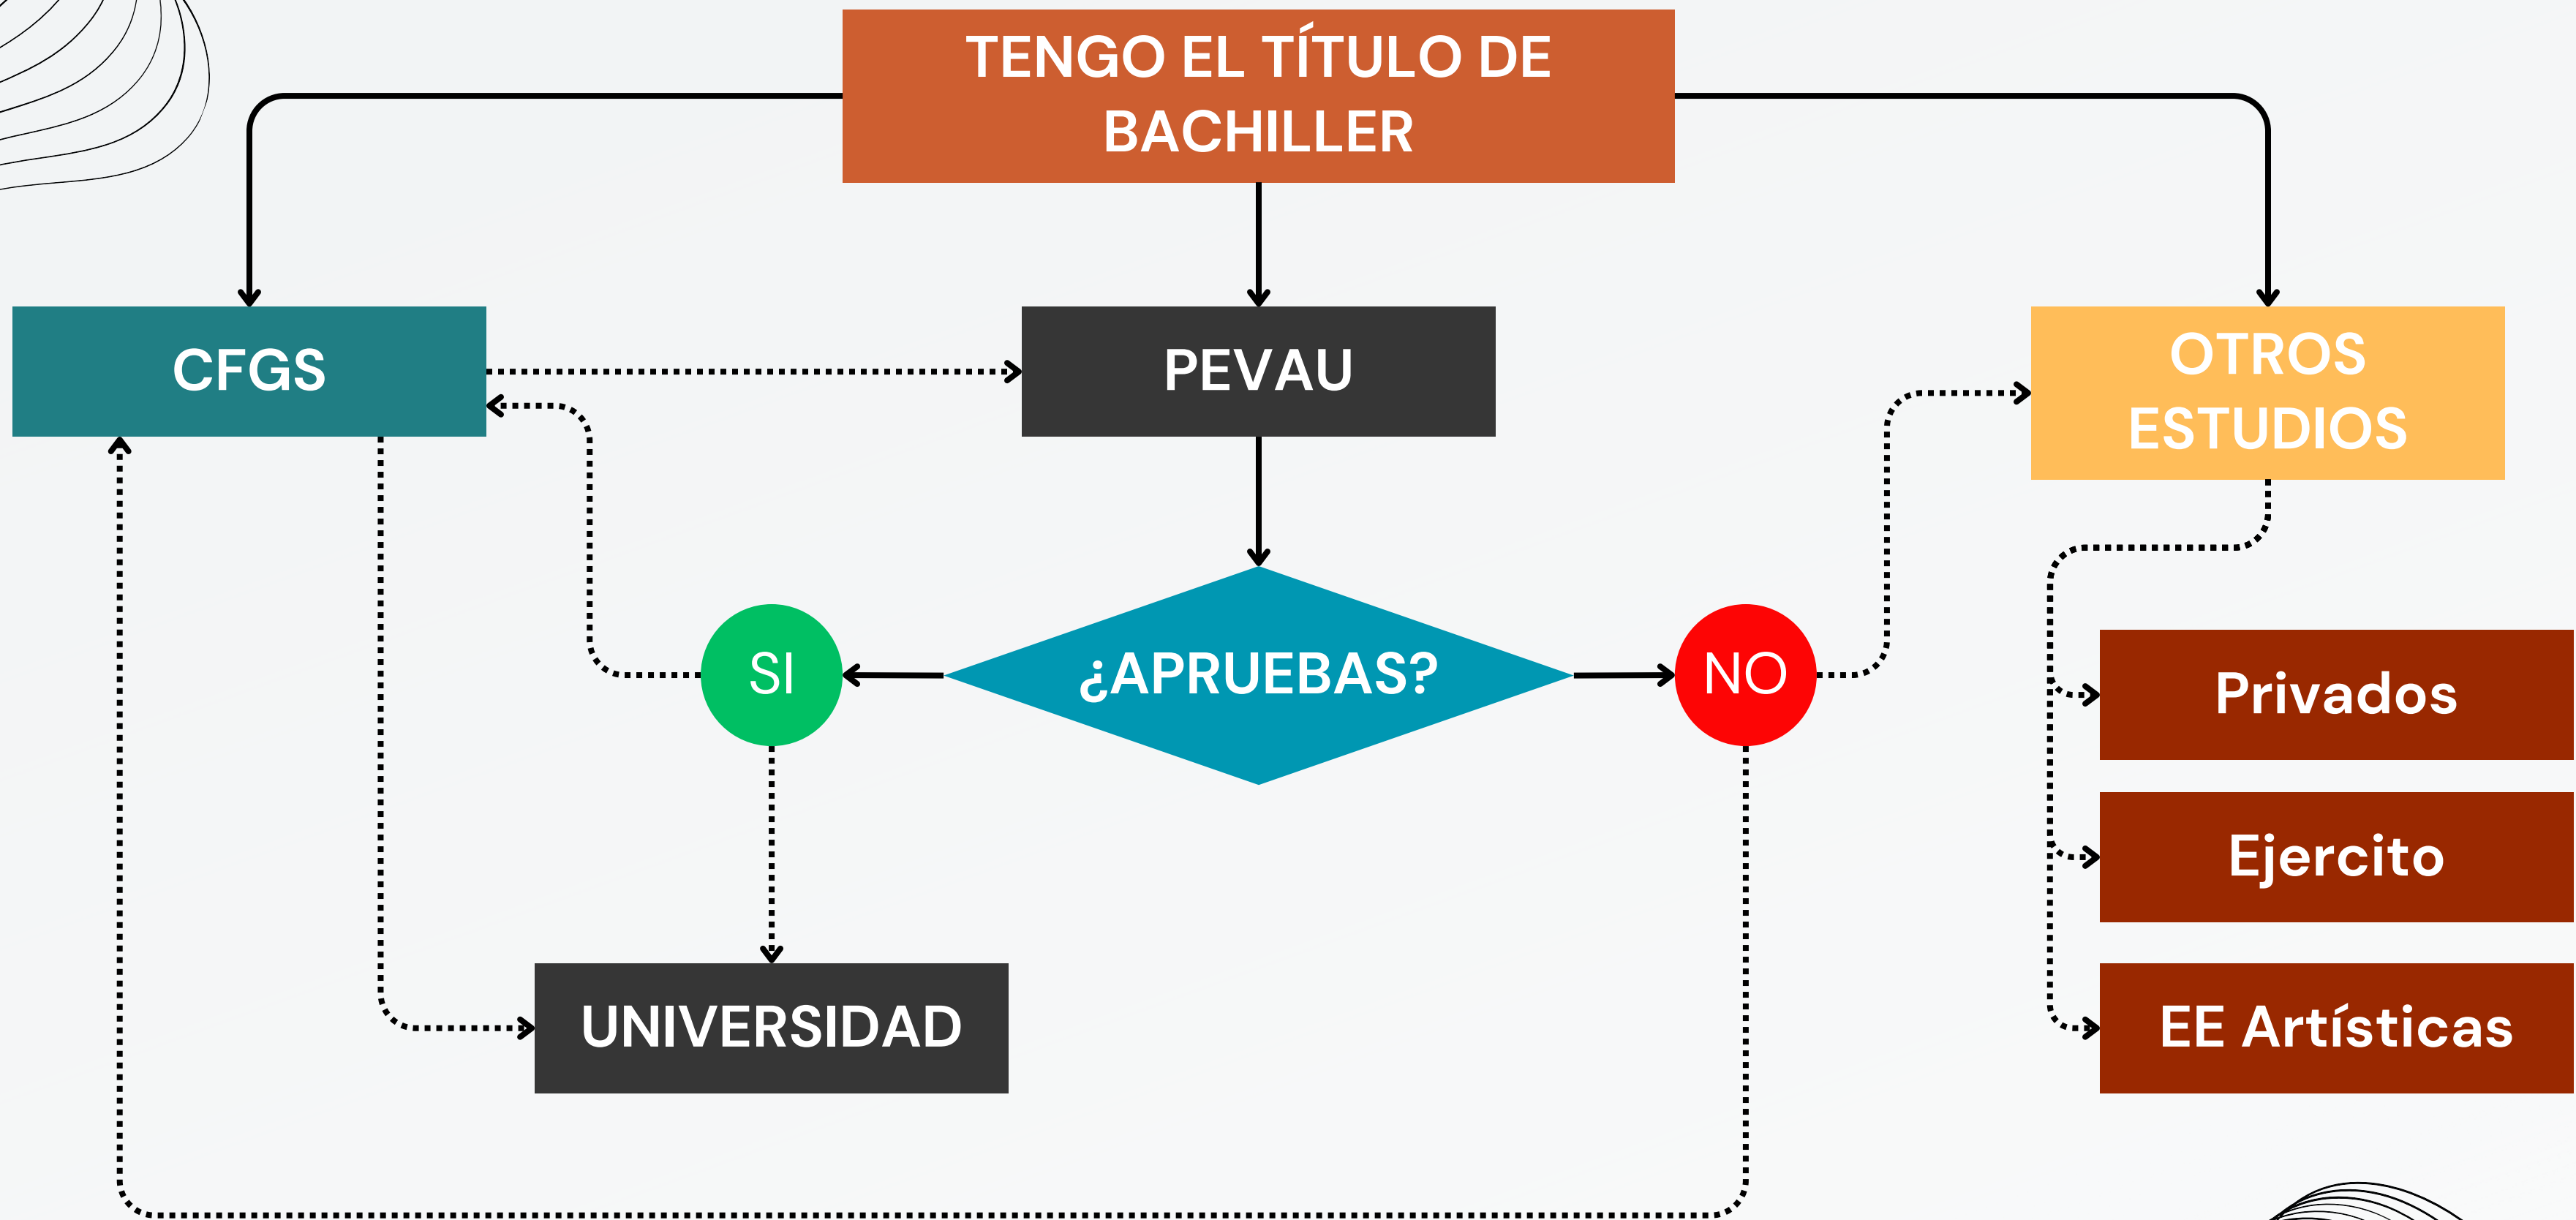 TENGO EL TÍTULO DE
BACHILLER
CFGS
PEVAU
OTROS
ESTUDIOS
SI
¿APRUEBAS?
NO
Privados
Ejercito
UNIVERSIDAD
EE Artísticas